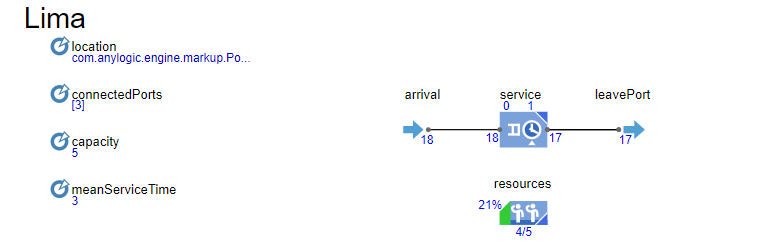 Lima
location
com.anylogic.engine.markup.Po...
connectedPorts
[3]
capacity
5
meanServiceTime
3
arrival
service
leavePort
0 1
18
18
17
17
resources
21%
4/5